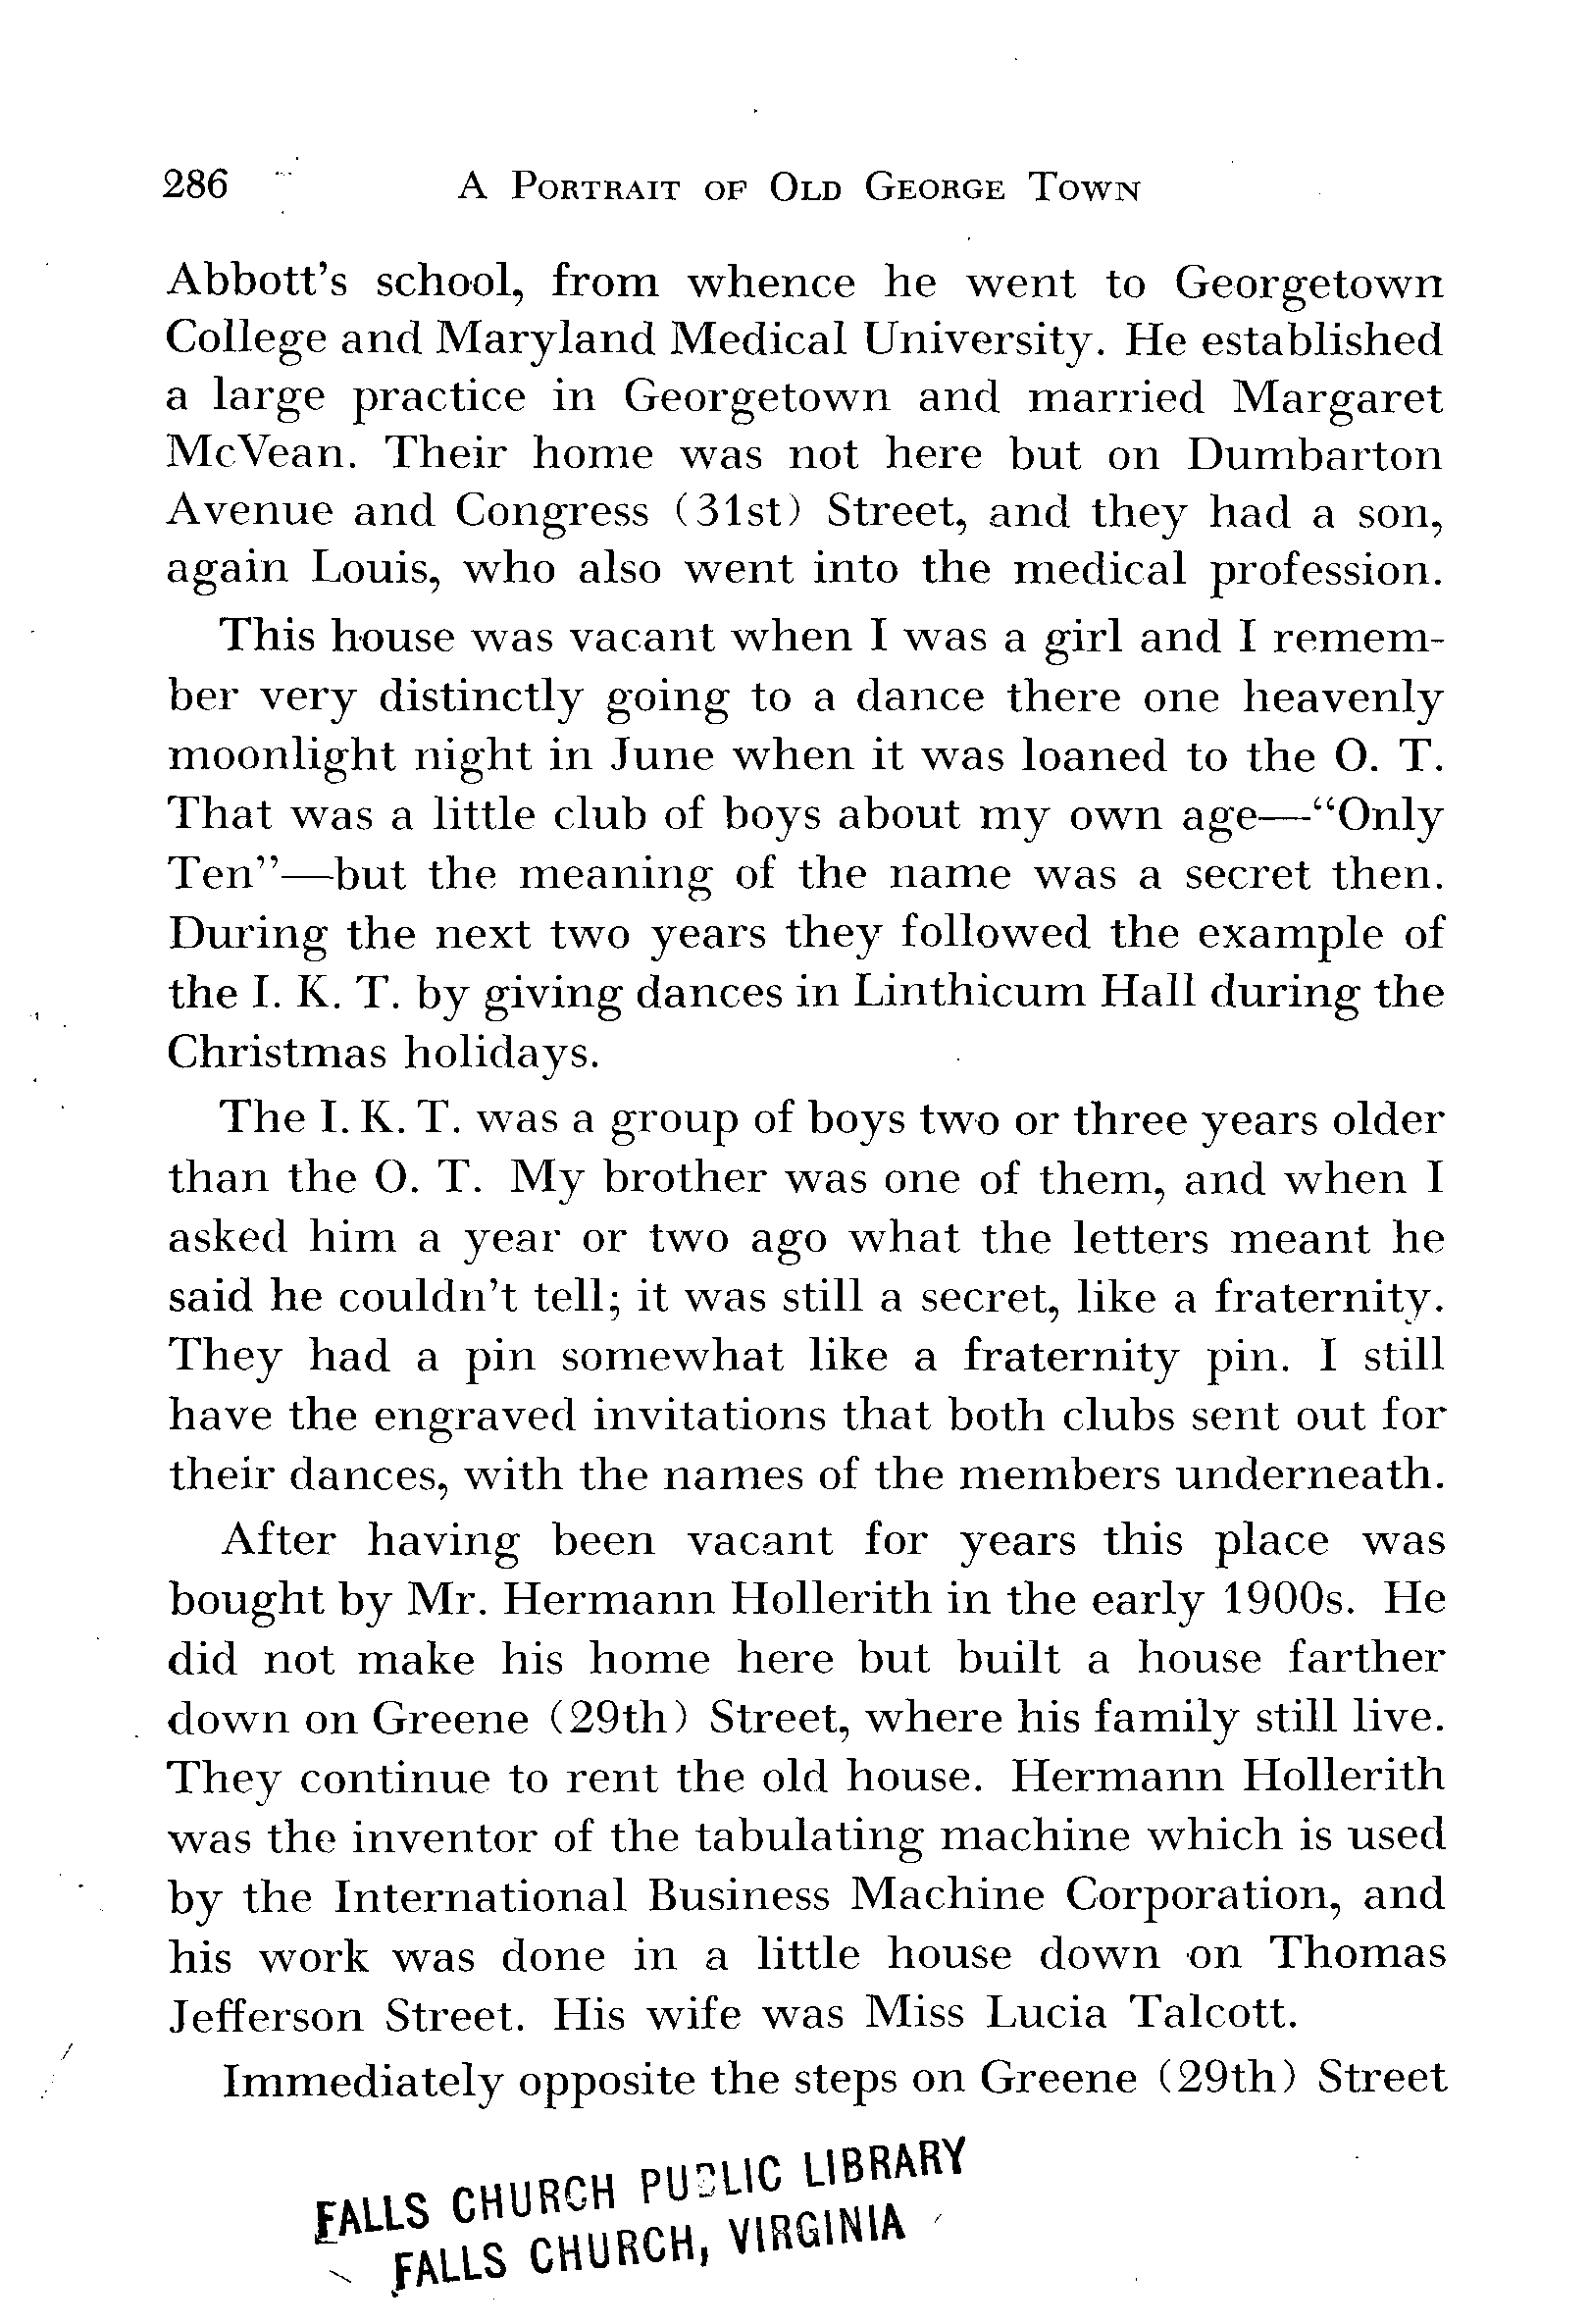 286 A PORTRAIT OF OLD GEORGE TOWN
Abbott's school, from whence he went to Georgetown
College and Maryland Medical University. He established
a large practice in Georgetown and married Margaret
McVean. Their home was not here but on Dumbarton
Avenue and Congress (31st) Street, and they had a son,
again Louis, who also went into the medical profession.
This house was vacant when I was a girl and I remem-
ber very distinctly going to a dance there one heavenly
moonlight night in June when it was loaned to the O. T.
That was a little club of boys about my own age—"Only
Ten"—but the meaning of the name was a secret then.
During the next two years they followed the example of
the I. K. T. by giving dances in Linthicum Hall during the
Christmas holidays.
The I. K. T. was a group of boys two or three years older
than the O. T. My brother was one of them, and when I
asked him a year or two ago what the letters meant he
said he couldn't tell; it was still a secret, like a fraternity.
They had a pin somewhat like a fraternity pin. I still
have the engraved invitations that both clubs sent out for
their dances, with the names of the members underneath.
After having been vacant for years this place was
bought by Mr. Hermann Hollerith in the early 1900s. He
did not make his home here but built a house farther
down on Greene (29th) Street, where his family still live.
They continue to rent the old house. Hermann Hollerith
was the inventor of the tabulating machine which is used
by the International Business Machine Corporation, and
his work was done in a little house down on Thomas
Jefferson Street. His wife was Miss Lucia Talcott.
Immediately opposite the steps on Greene (29th) Street
FALLS CHURCH PUBLIC LIBRARY
FALLS CHURCH, VIRGINIA